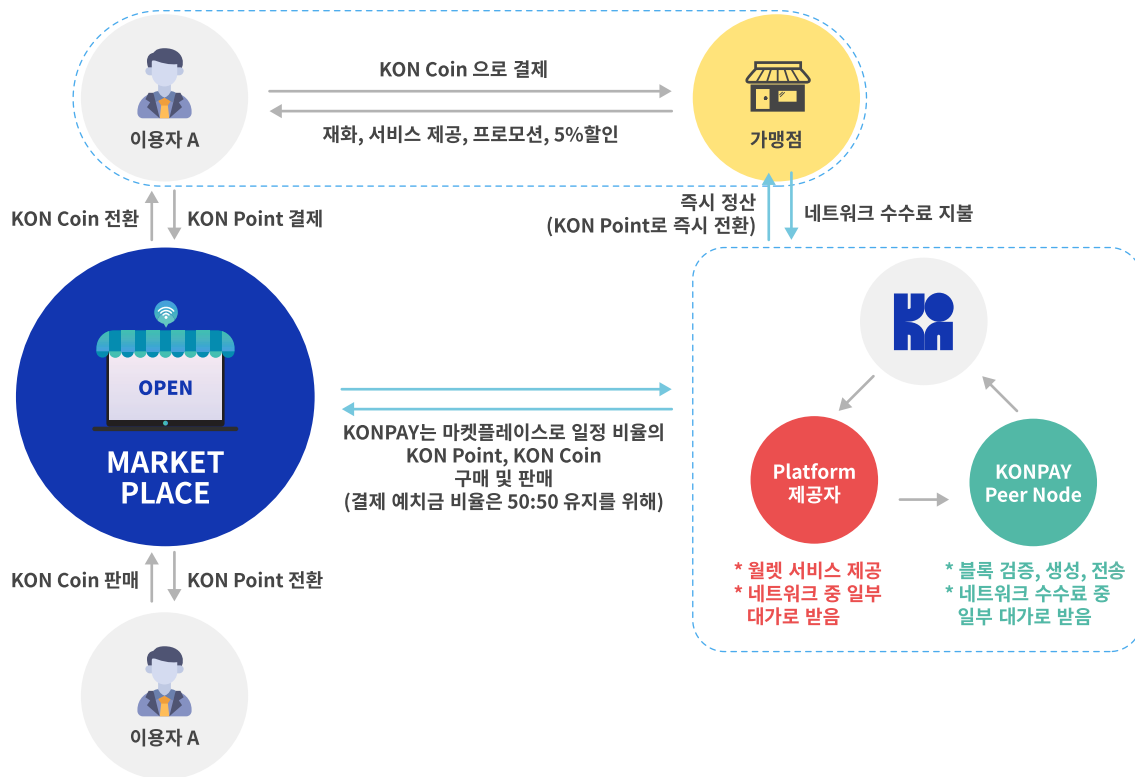 이용자 A
KON Coin 으로 결제
재화, 서비스 제공, 프로모션, 5%할인
가맹점
KON Coin 전환
KON Point 결제
즉시 정산
(KON Point로 즉시 전환)
네트워크 수수료 지불
OPEN
MARKET
PLACE
KONPAY는 마켓플레이스로 일정 비율의
KON Point, KON Coin
구매 및 판매
(결제 예치금 비율은 50:50 유지를 위해)
Platform
제공자
KONPAY
Peer Node
* 월렛 서비스 제공
* 네트워크 중 일부
대가로 받음
* 블록 검증, 생성, 전송
* 네트워크 수수료 중
일부 대가로 받음
KON Coin 판매
KON Point 전환
이용자 A